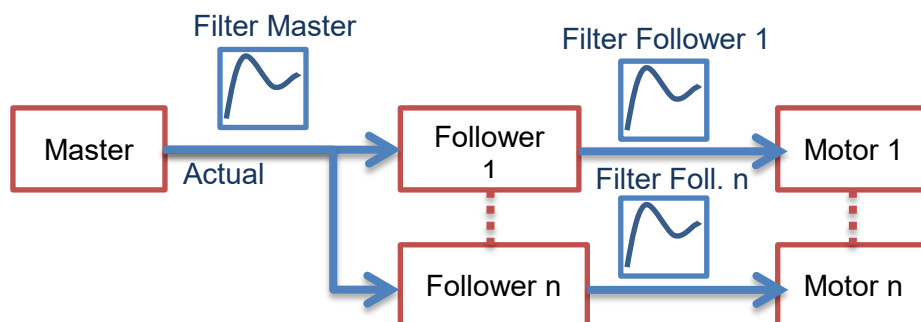 Filter Master
Filter Follower 1
Master
Actual
Follower
1
Motor 1
Filter Foll. n
Follower n
Motor n